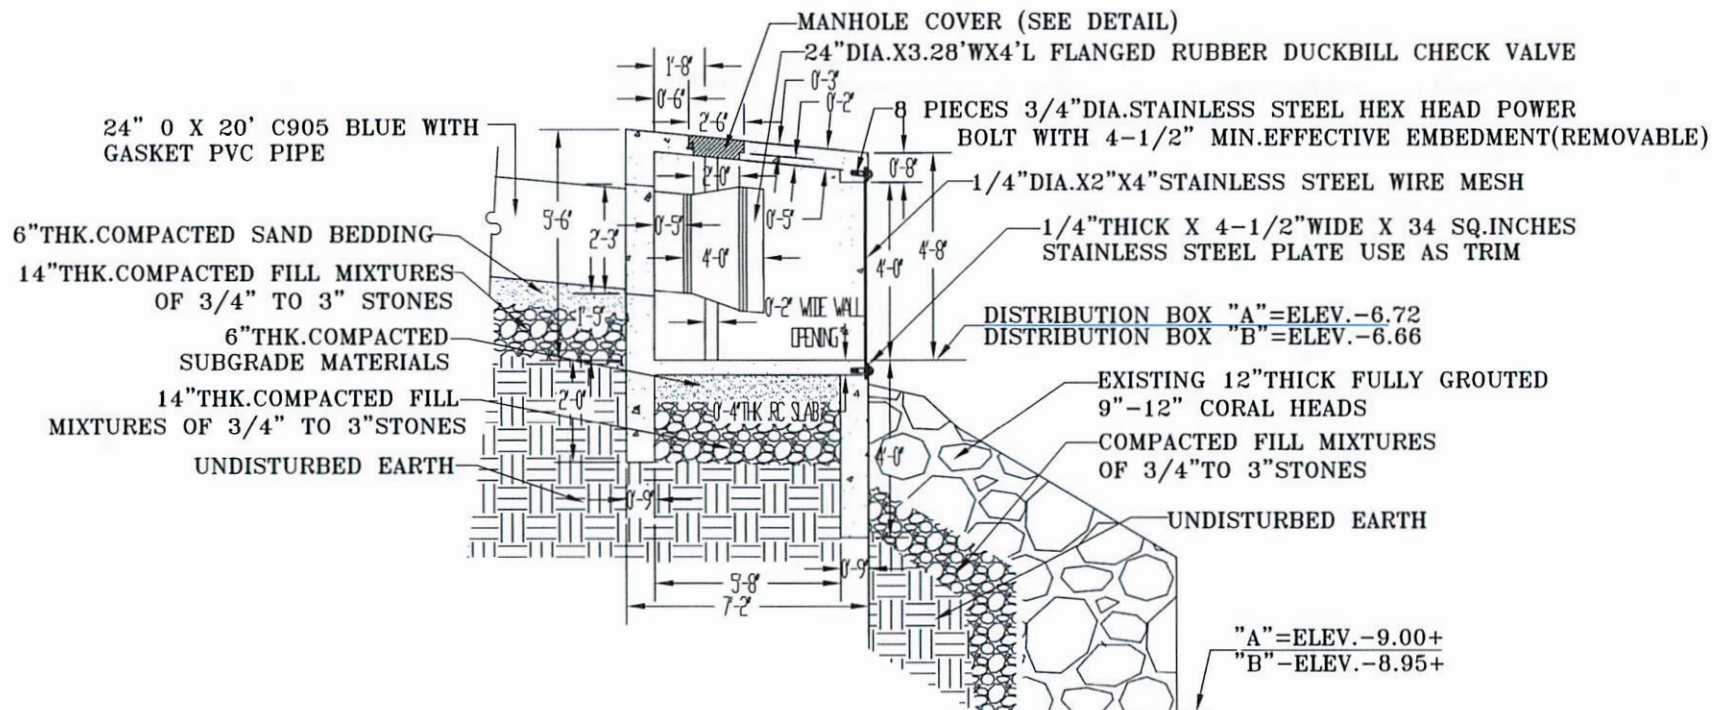 MANHOLE COVER (SEE DETAIL)
24"DIA.X3.28'WX4'L FLANGED RUBBER DUCKBILL CHECK VALVE
1'-8"
0'-3"
0'-6"
0'-2"
8 PIECES 3/4"DIA.STAINLESS STEEL HEX HEAD POWER
BOLT WITH 4-1/2" MIN.EFFECTIVE EMBEDMENT(REMOVABLE)
24" 0 X 20' C905 BLUE WITH
GASKET PVC PIPE
2'-6"
0'-8"
2'-0"
1/4"DIA.X2"X4"STAINLESS STEEL WIRE MESH
5'-6"
0'-5"
0'-5"
1/4"THICK X 4-1/2"WIDE X 34 SQ.INCHES
STAINLESS STEEL PLATE USE AS TRIM
6"THK.COMPACTED SAND BEDDING
2'-3"
4'-0"
4'-0"
4'-8"
14"THK.COMPACTED FILL MIXTURES
OF 3/4" TO 3" STONES
0'-2" WIDE WALL
OPENING
DISTRIBUTION BOX "A"=ELEV.-6.72
DISTRIBUTION BOX "B"=ELEV.-6.66
6"THK.COMPACTED
SUBGRADE MATERIALS
EXISTING 12"THICK FULLY GROUTED
9"-12" CORAL HEADS
14"THK.COMPACTED FILL
MIXTURES OF 3/4" TO 3"STONES
2'-0"
0'-4"THK.RC SLAB
COMPACTED FILL MIXTURES
OF 3/4"TO 3"STONES
4'-0"
UNDISTURBED EARTH
0'-9"
UNDISTURBED EARTH
0'-9"
5'-8"
7'-2"
"A"=ELEV.-9.00+
"B"-ELEV.-8.95+